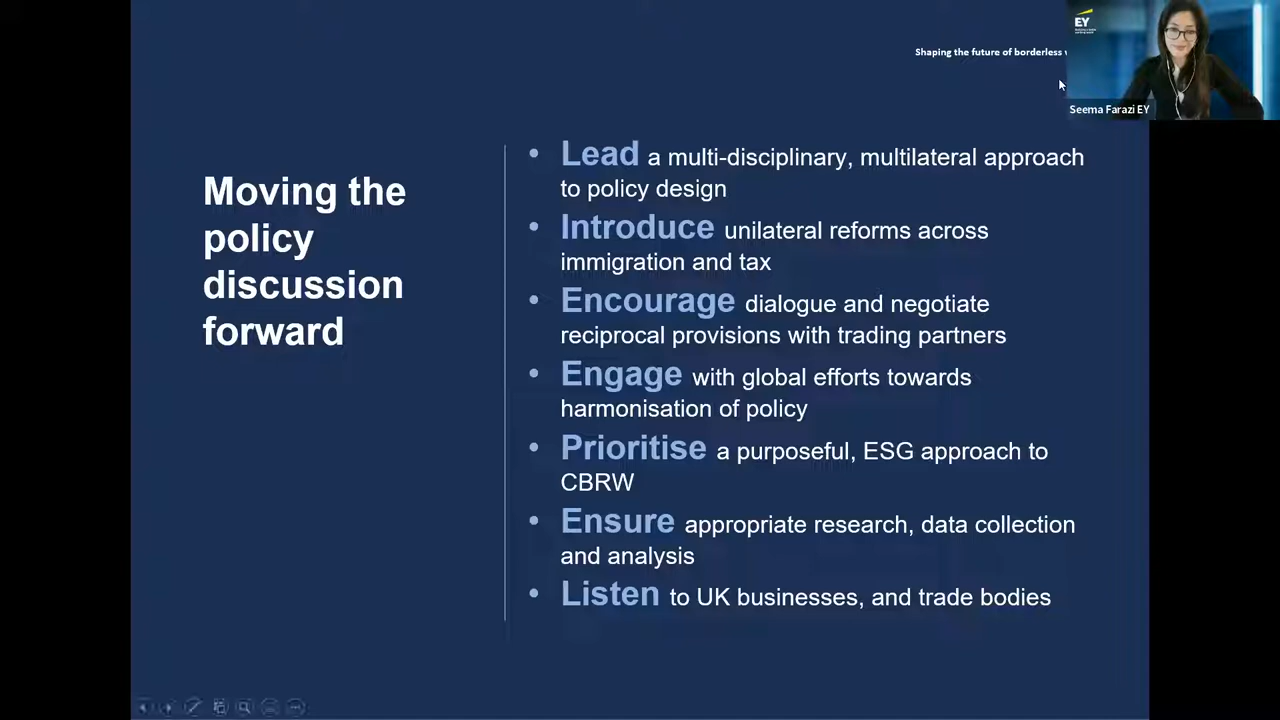 Shaping the future of borderless
EY
Seema Farazi EY
Moving the
policy
discussion
forward
• Lead a multi-disciplinary, multilateral approach
to policy design
• Introduce unilateral reforms across
immigration and tax
• Encourage dialogue and negotiate
reciprocal provisions with trading partners
• Engage with global efforts towards
harmonisation of policy
• Prioritise a purposeful, ESG approach to
CBRW
• Ensure appropriate research, data collection
and analysis
• Listen to UK businesses, and trade bodies